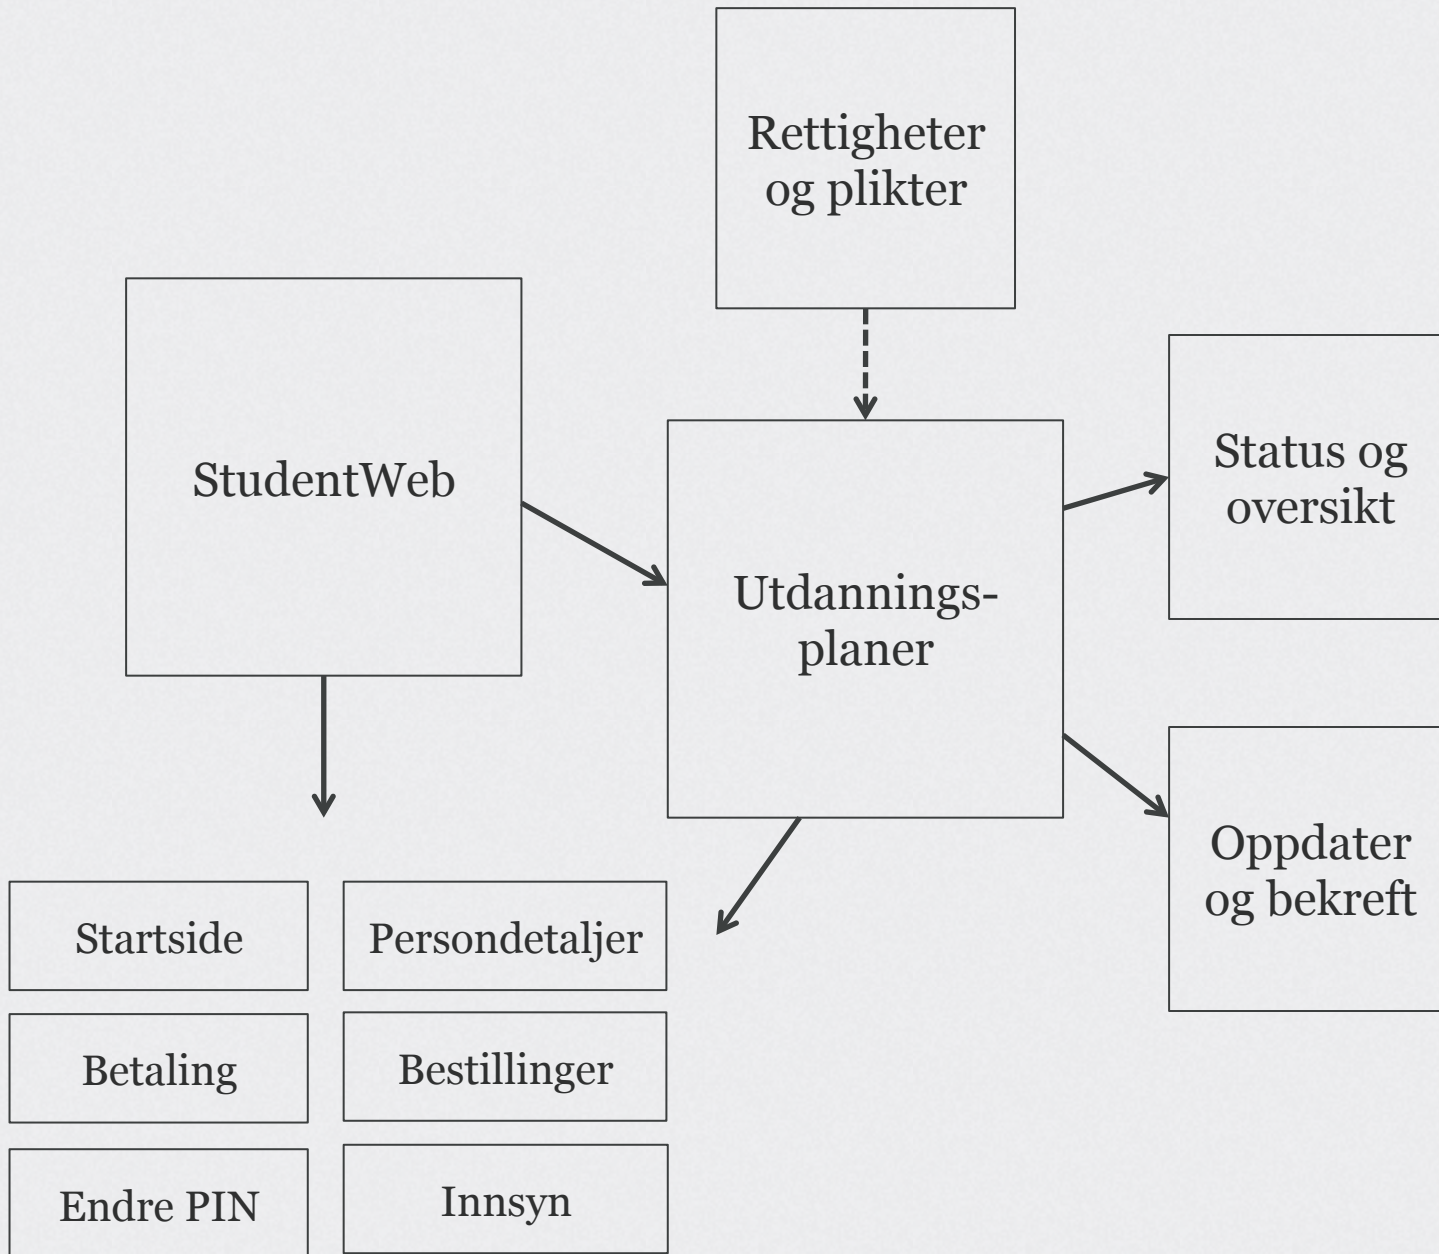 Rettigheter
og plikter
StudentWeb
Utdannings-
planer
Status og
oversikt
Oppdater
og bekreft
Startside
Persondetaljer
Betaling
Bestillinger
Endre PIN
Innsyn